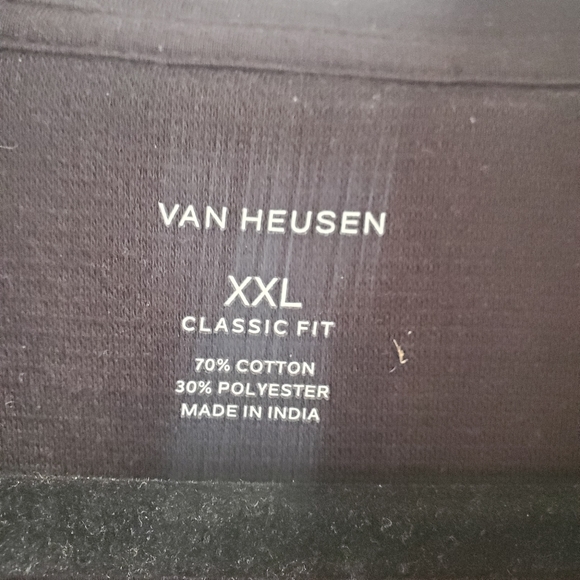 VAN HEUSEN
XXL
CLASSIC FIT
70% COTTON
30% POLYESTER
MADE IN INDIA